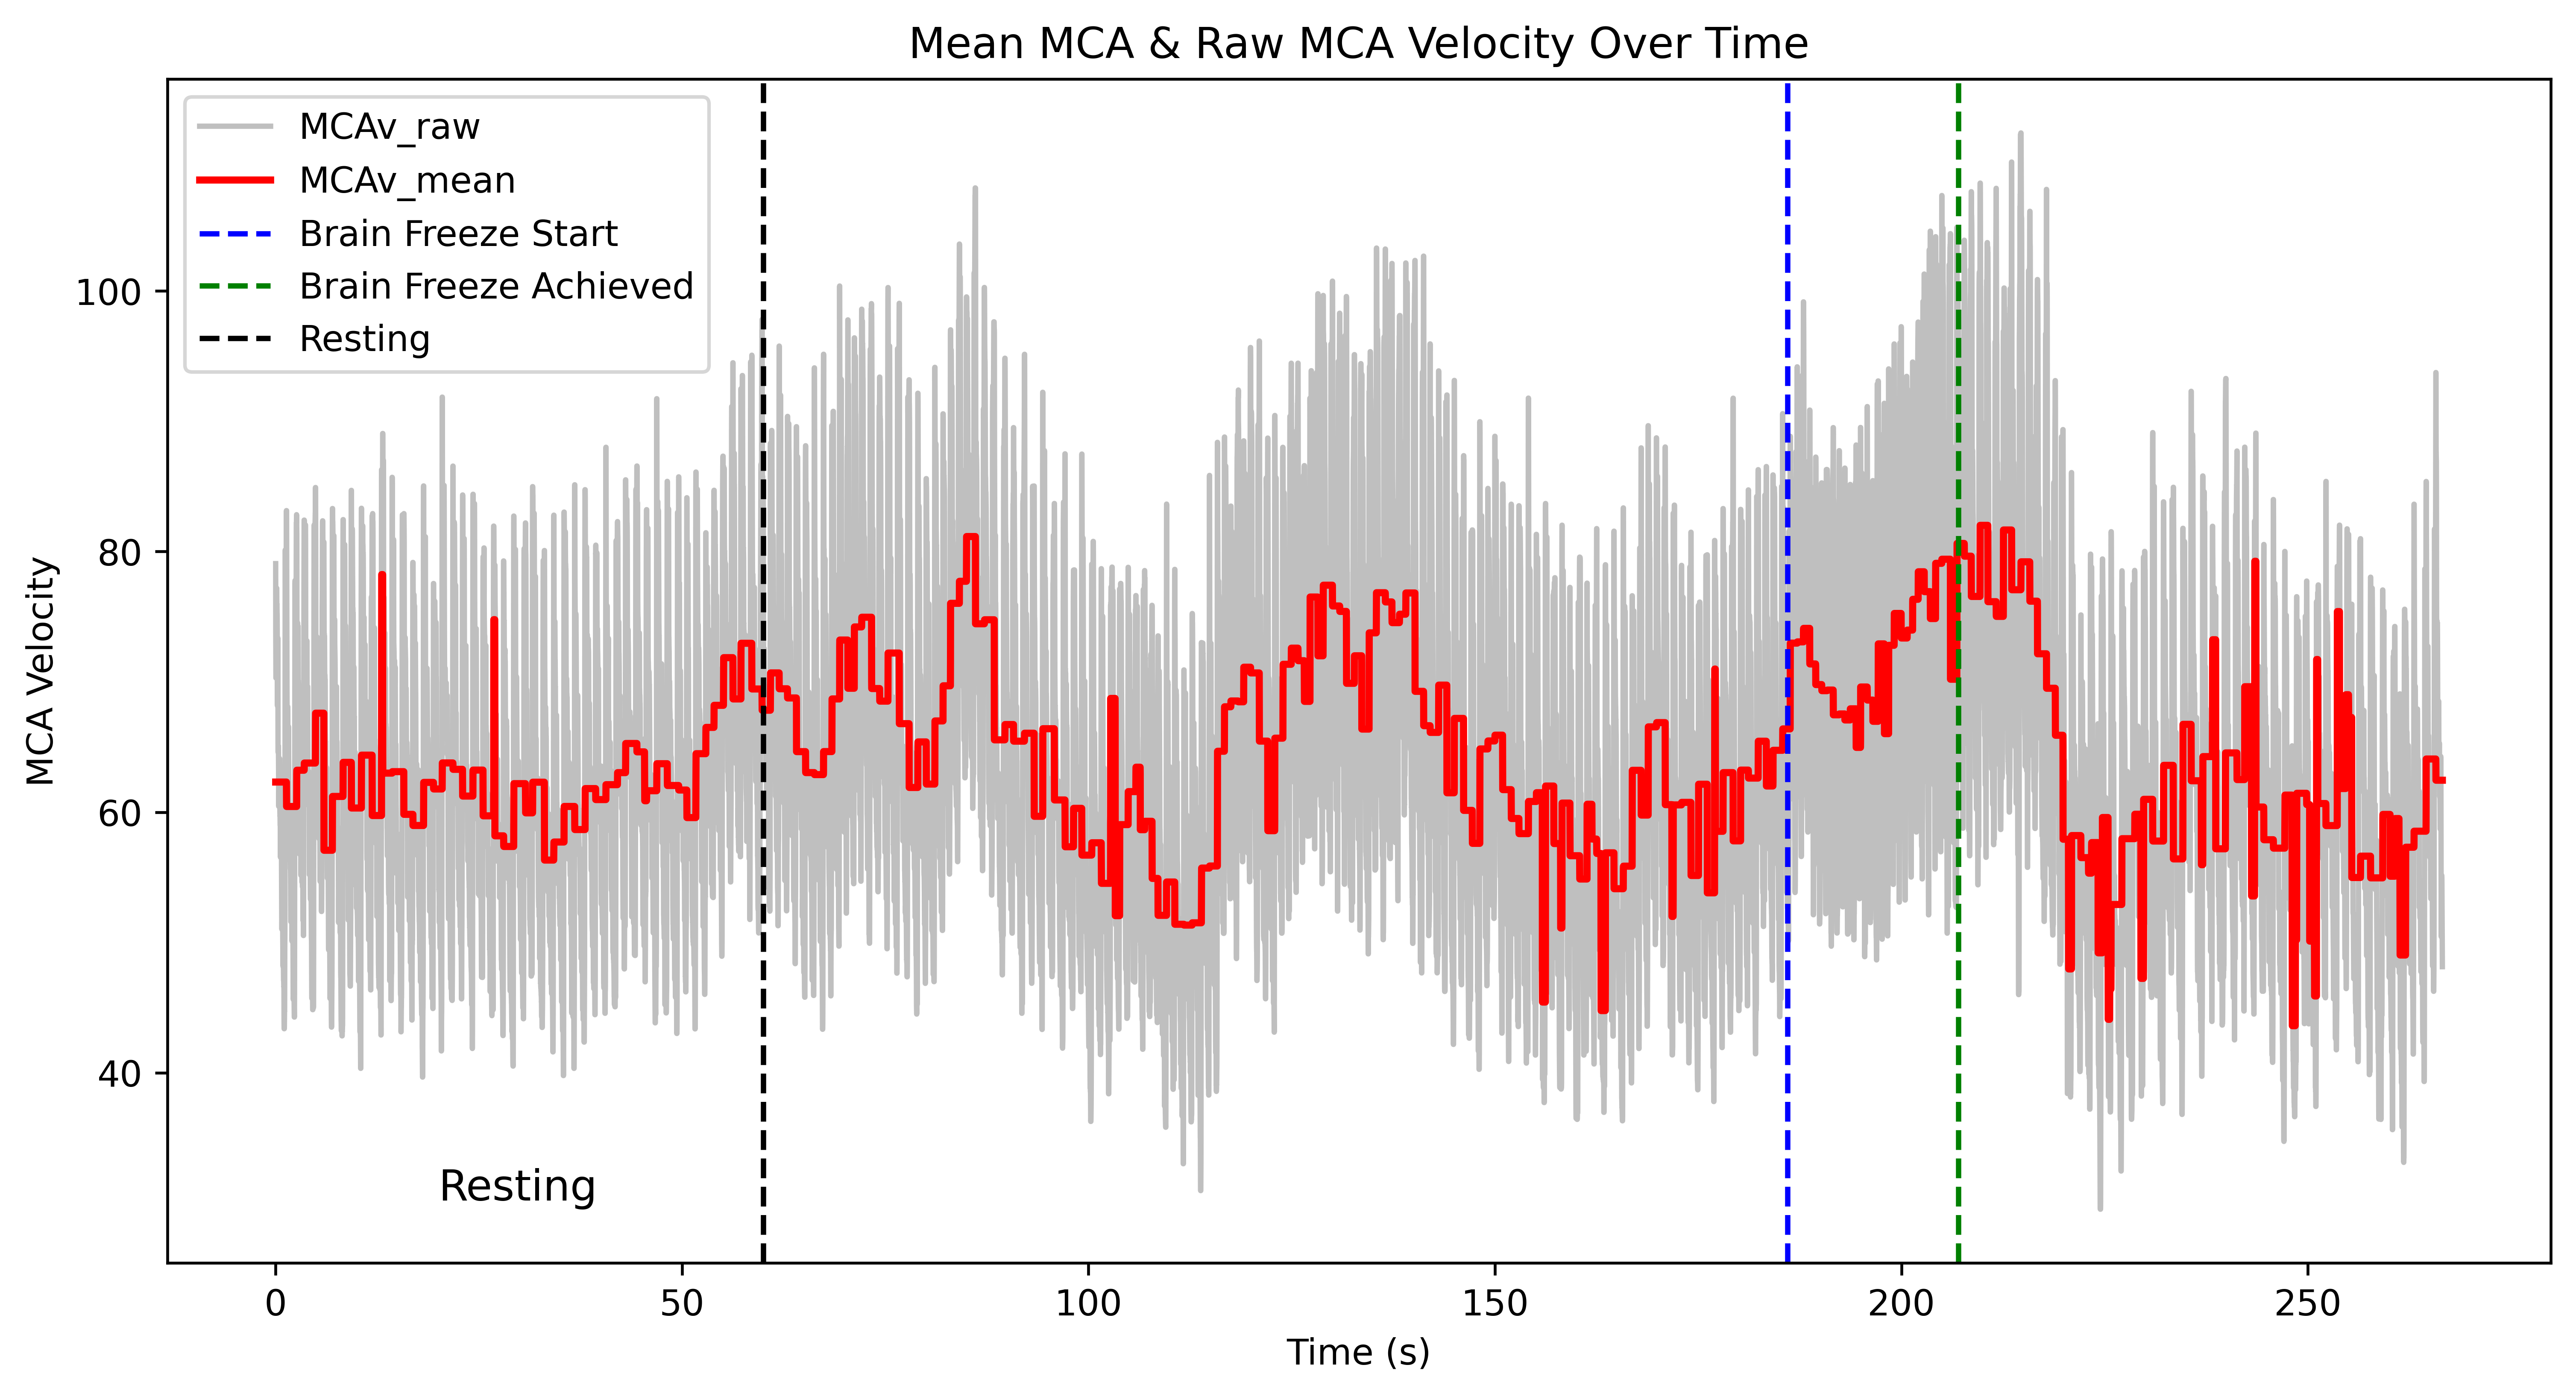 Mean MCA & Raw MCA Velocity Over Time
MCAv_raw
MCAv_mean
Brain Freeze Start
Brain Freeze Achieved
Resting
100
80
60
40
MCA Velocity
Resting
0
50
100
150
200
250
Time (s)